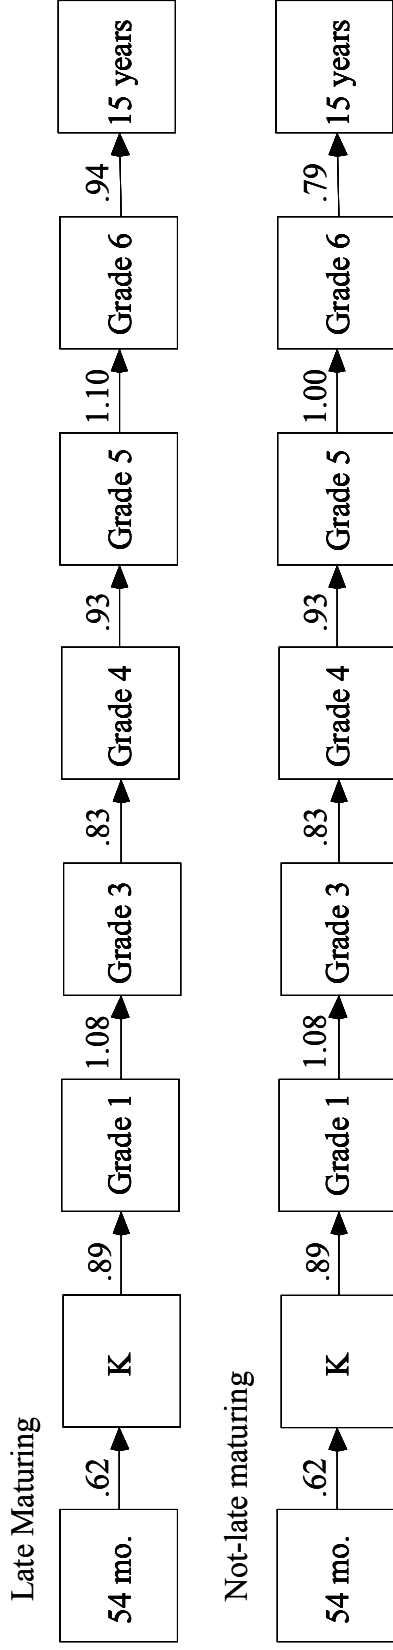 Late Maturing
.62 .89 1.08 .83 .93 1.10 .94
54 mo. K Grade 1 Grade 3 Grade 4 Grade 5 Grade 6 15 years
Not-late maturing
.62 .89 1.08 .83 .93 1.00 .79
54 mo. K Grade 1 Grade 3 Grade 4 Grade 5 Grade 6 15 years